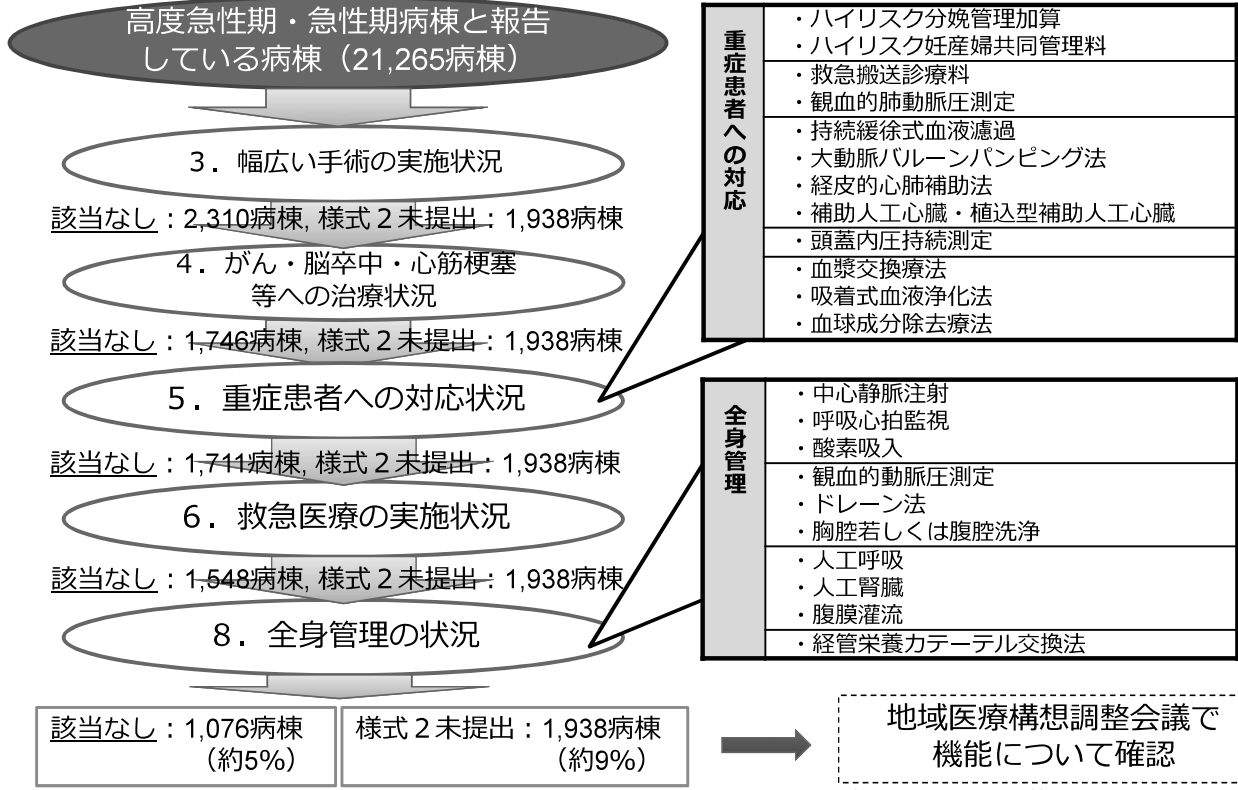 高度急性期・急性期病棟と報告
している病棟（21,265病棟）
３．幅広い手術の実施状況
該当なし：2,310病棟, 様式２未提出：1,938病棟
４．がん・脳卒中・心筋梗塞
等への治療状況
該当なし：1,746病棟, 様式２未提出：1,938病棟
５．重症患者への対応状況
該当なし：1,711病棟, 様式２未提出：1,938病棟
６．救急医療の実施状況
該当なし：1,548病棟, 様式２未提出：1,938病棟
８．全身管理の状況
該当なし：1,076病棟
（約5%）
様式２未提出：1,938病棟
（約9%）
地域医療構想調整会議で
機能について確認
重症患者への対応
・ハイリスク分娩管理加算
・ハイリスク妊産婦共同管理料
・救急搬送診療料
・観血的肺動脈圧測定
・持続緩徐式血液濾過
・大動脈バルーンパンピング法
・経皮的心肺補助法
・補助人工心臓・植込型補助人工心臓
・頭蓋内圧持続測定
・血漿交換療法
・吸着式血液浄化法
・血球成分除去療法
全身管理
・中心静脈注射
・呼吸心拍監視
・酸素吸入
・観血的動脈圧測定
・ドレーン法
・胸腔若しくは腹腔洗浄
・人工呼吸
・人工腎臓
・腹膜灌流
・経管栄養カテーテル交換法